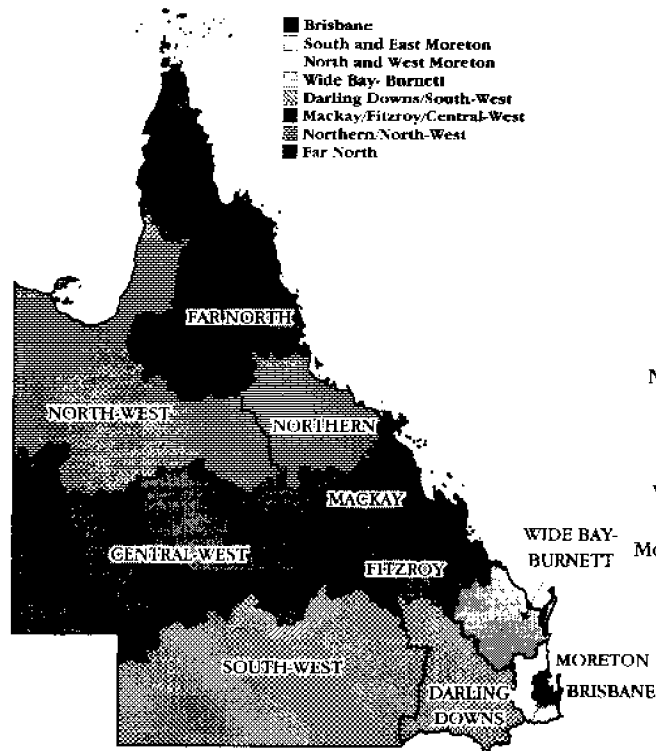 Brisbane
South and East Moreton
North and West Moreton
Wide Bay- Burnett
Darling Downs/South-West
Mackay/Fitzroy/Central-West
Northern/North-West
Far North
FAR NORTH
NORTH-WEST
NORTHERN
MACKAY
CENTRAL-WEST
FITZROY
WIDE BAY-
BURNETT
SOUTH-WEST
DARLING
DOWNS
MORETON
BRISBANE